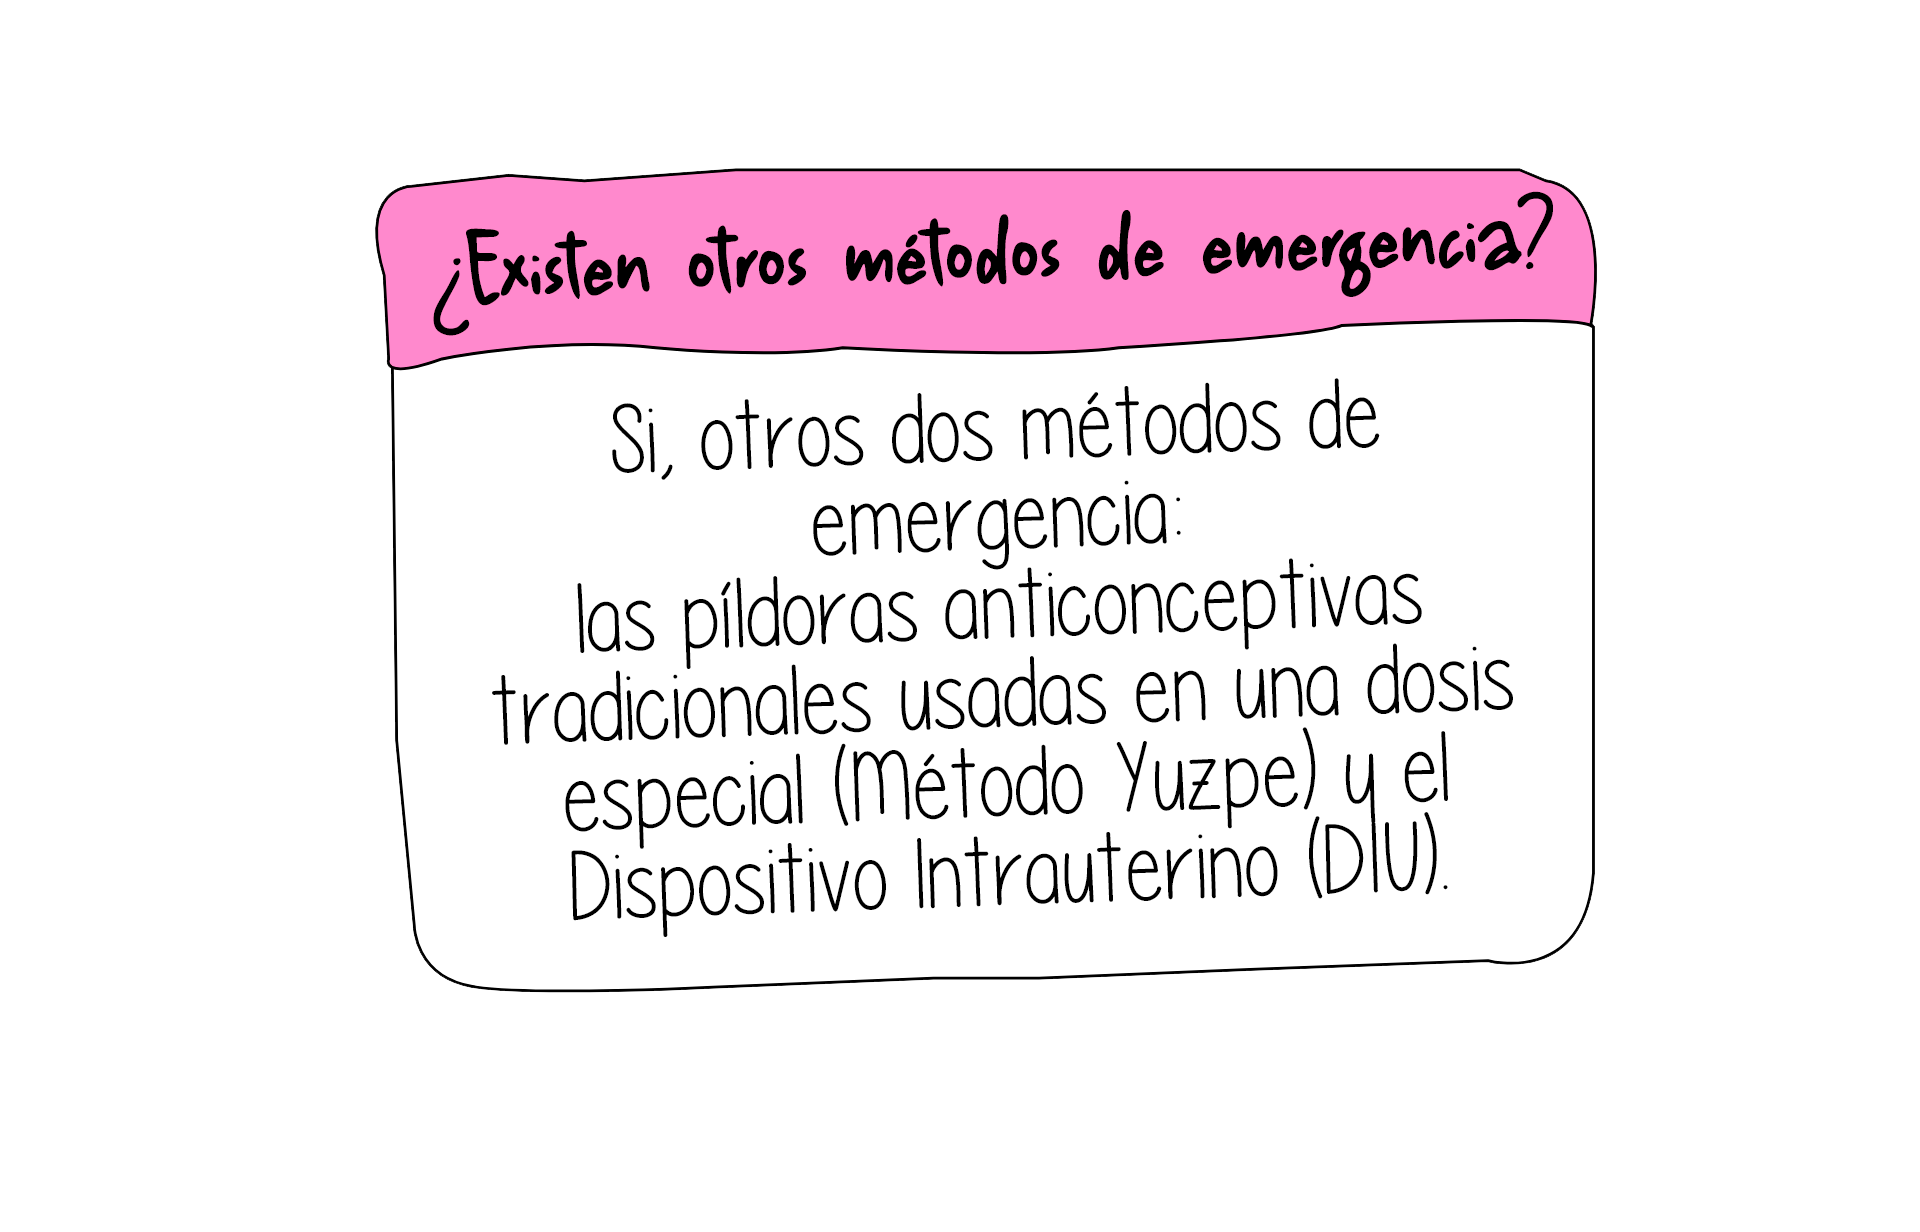 ¿Existen otros métodos de emergencia?
Si, otros dos métodos de
emergencia:
las píldoras anticonceptivas
tradicionales usadas en una dosis
especial (Método Yuzpe) y el
Dispositivo Intrauterino (DIU).